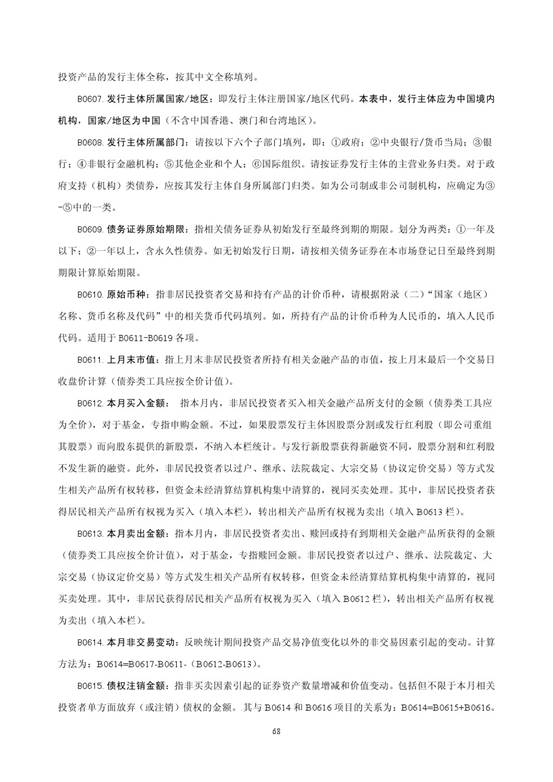 投资产品的发行主体全称，按其中文全称填列。
B0607.发行主体所属国家/地区：即发行主体注册国家/地区代码。本表中，发行主体应为中国境内
机构，国家/地区为中国（不含中国香港、澳门和台湾地区）。
B0608.发行主体所属部门：请按以下六个子部门填列，即：①政府；②中央银行/货币当局；③银
行；④非银行金融机构；⑤其他企业和个人；⑥国际组织。请按证券发行主体的主营业务归类。对于政
府支持（机构）类债券，应按其发行主体自身所属部门归类。如为公司制或非公司制机构，应确定为③
-⑤中的一类。
B0609.债务证券原始期限：指相关债务证券从初始发行至最终到期的期限。划分为两类：①一年及
以下；②一年以上，含永久性债券。如无初始发行日期，请按相关债务证券在本市场登记日至最终到期
期限计算原始期限。
B0610.原始币种：指非居民投资者交易和持有产品的计价币种，请根据附录（二）“国家（地区）
名称、货币名称及代码”中的相关货币代码填列。如，所持有产品的计价币种为人民币的，填入人民币
代码。适用于 B0611-B0619 各项。
B0611.上月末市值：指上月末非居民投资者所持有相关金融产品的市值，按上月末最后一个交易日
收盘价计算（债券类工具应按全价计值）。
B0612.本月买入金额： 指本月内，非居民投资者买入相关金融产品所支付的金额（债券类工具应
为全价），对于基金，专指申购金额。不过，如果股票发行主体因股票分割或发行红利股（即公司重组
其股票）而向股东提供的新股票，不纳入本栏统计。与发行新股票获得新融资不同，股票分割和红利股
不发生新的融资。此外，非居民投资者以过户、继承、法院裁定、大宗交易（协议定价交易）等方式发
生相关产品所有权转移，但资金未经清算结算机构集中清算的，视同买卖处理。其中，非居民投资者获
得居民相关产品所有权视为买入（填入本栏），转出相关产品所有权视为卖出（填入 B0613 栏）。
B0613.本月卖出金额：指本月内，非居民投资者卖出、赎回或持有到期相关金融产品所获得的金额
（债券类工具应按全价计值），对于基金，专指赎回金额。非居民投资者以过户、继承、法院裁定、大
宗交易（协议定价交易）等方式发生相关产品所有权转移，但资金未经清算结算机构集中清算的，视同
买卖处理。其中，非居民获得居民相关产品所有权视为买入（填入 B0612 栏），转出相关产品所有权视
为卖出（填入本栏）。
B0614.本月非交易变动：反映统计期间投资产品交易净值变化以外的非交易因素引起的变动。计算
方法为：B0614=B0617-B0611-（B0612-B0613）。
B0615.债权注销金额：指非买卖因素引起的证券资产数量增减和价值变动。包括但不限于本月相关
投资者单方面放弃（或注销）债权的金额。其与 B0614 和 B0616 项目的关系为：B0614=B0615+B0616。
68